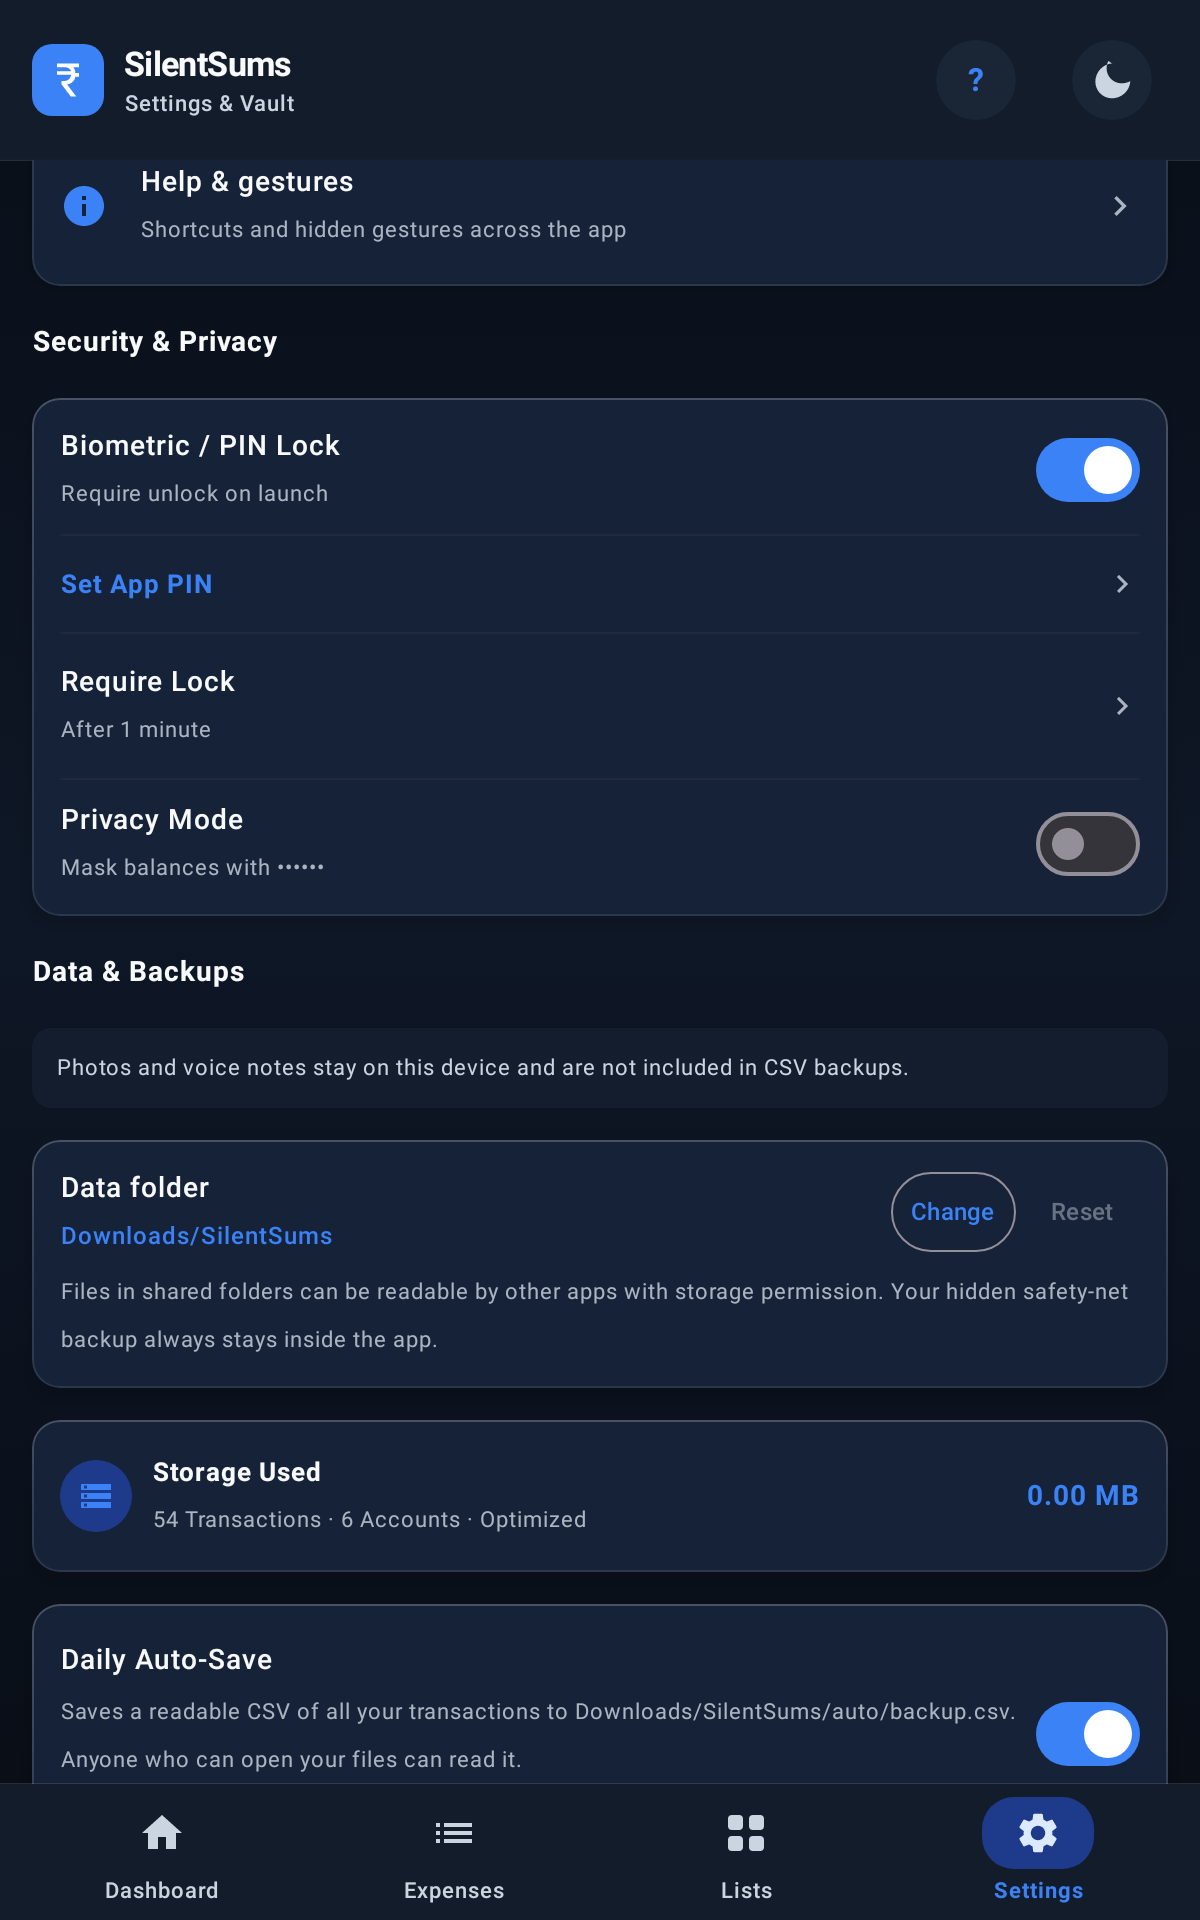 ₹
SilentSums
Settings & Vault
?
Help & gestures
Shortcuts and hidden gestures across the app
Security & Privacy
Biometric / PIN Lock
Require unlock on launch
Set App PIN
Require Lock
After 1 minute
Privacy Mode
Mask balances with ••••••
Data & Backups
Photos and voice notes stay on this device and are not included in CSV backups.
Data folder
Downloads/SilentSums
Change
Reset
Files in shared folders can be readable by other apps with storage permission. Your hidden safety-net
backup always stays inside the app.
Storage Used
54 Transactions · 6 Accounts · Optimized
0.00 MB
Daily Auto-Save
Saves a readable CSV of all your transactions to Downloads/SilentSums/auto/backup.csv.
Anyone who can open your files can read it.
Dashboard
Expenses
Lists
Settings